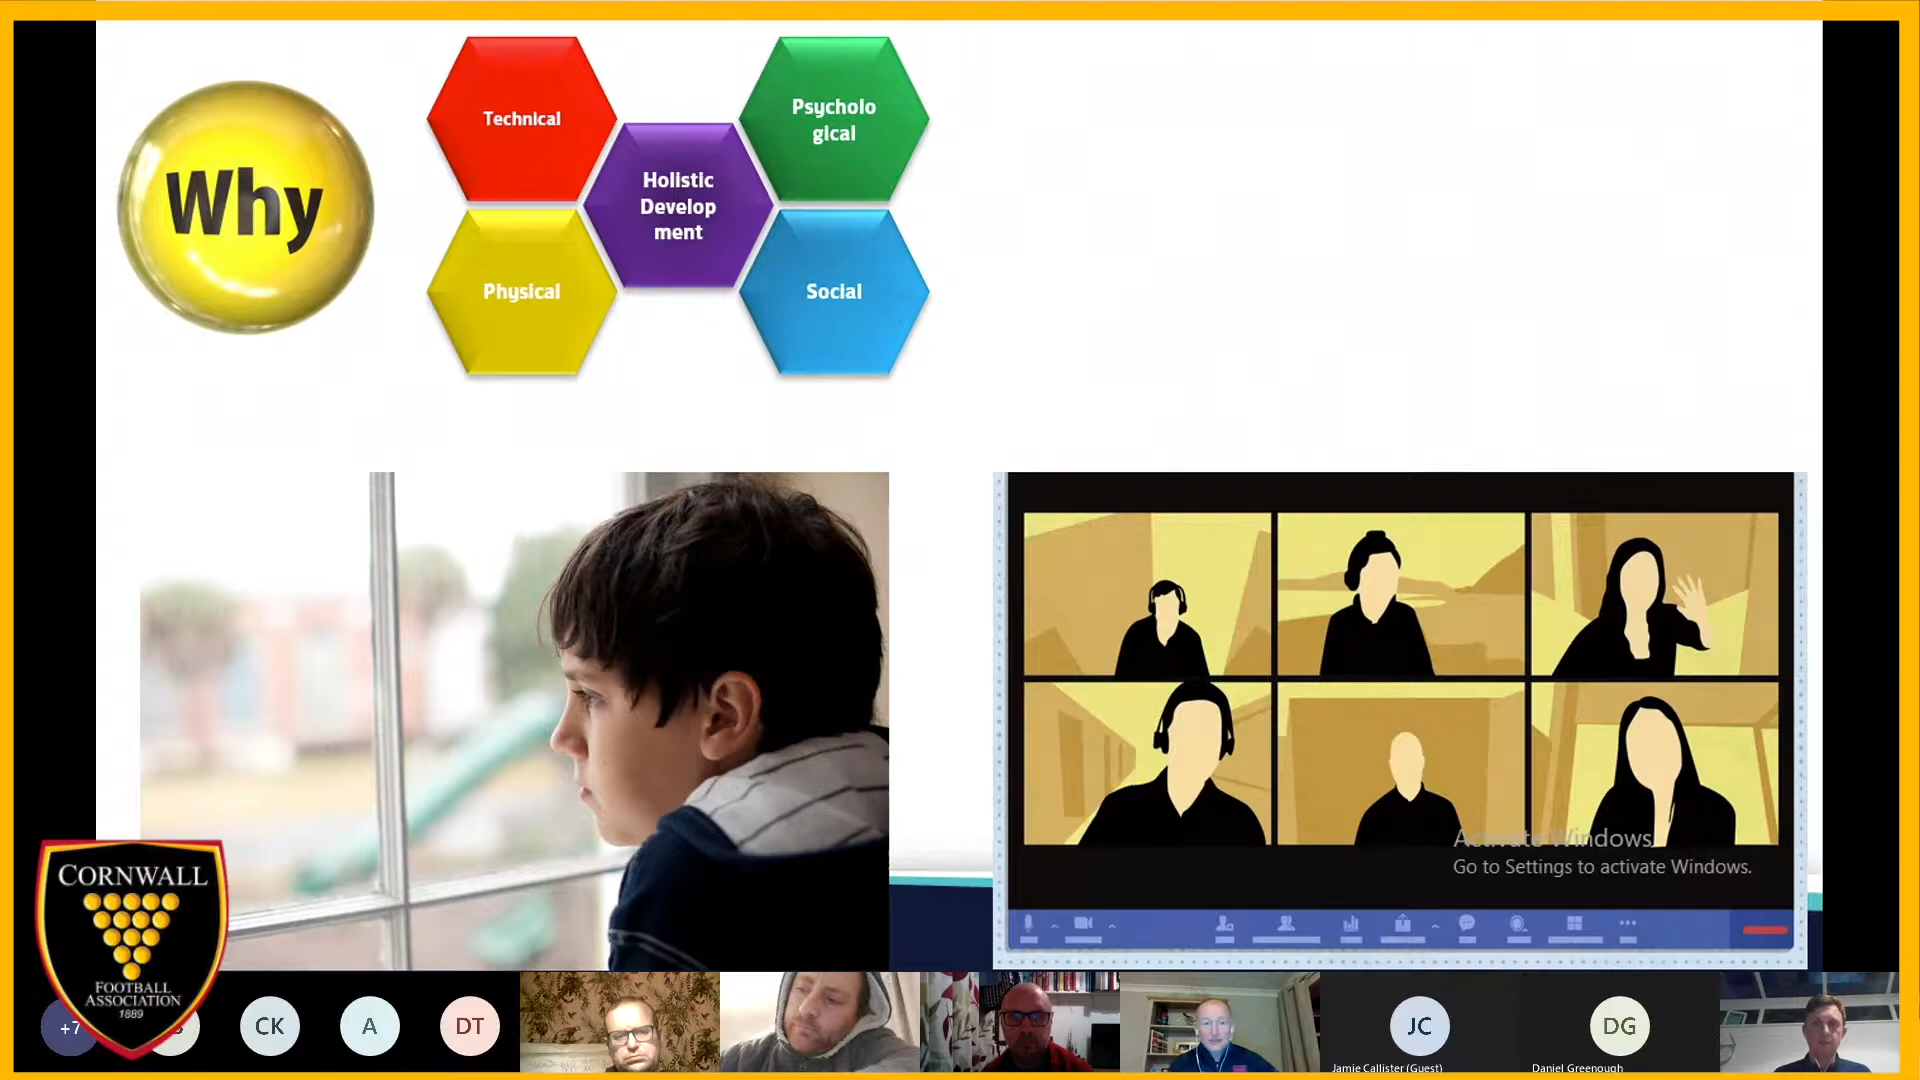 Why
Technical
Psycholo
gical
Holistic
Develop
ment
Physical
Social
Activate Windows
Go to Settings to activate Windows.
CORNWALL
FOOTBALL
ASSOCIATION
1889
+7
CK
A
DT
JC
DG
Jamie Callister (Guest)
Daniel Greenough